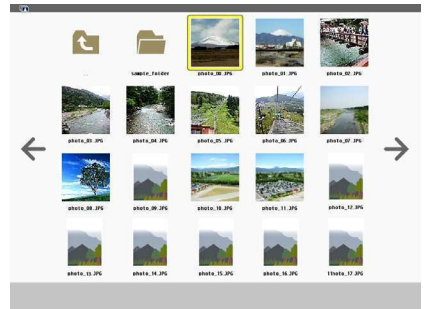 ..
sample_folder
photo_00.JPG
photo_01.JPG
photo_02.JPG
photo_03.JPG
photo_04.JPG
photo_05.JPG
photo_06.JPG
photo_07.JPG
photo_08.JPG
photo_09.JPG
photo_10.JPG
photo_11.JPG
photo_12.JPG
photo_13.JPG
photo_14.JPG
photo_15.JPG
photo_16.JPG
11hoto_17.JPG